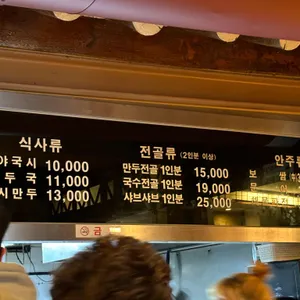 식사류
야국시 10,000
두국 11,000
시만두 13,000
전골류 (2인분 이상)
만두전골 1인분 15,000
국수전골 1인분 19,000
샤브샤브 1인분 25,000
안주
보
무
금